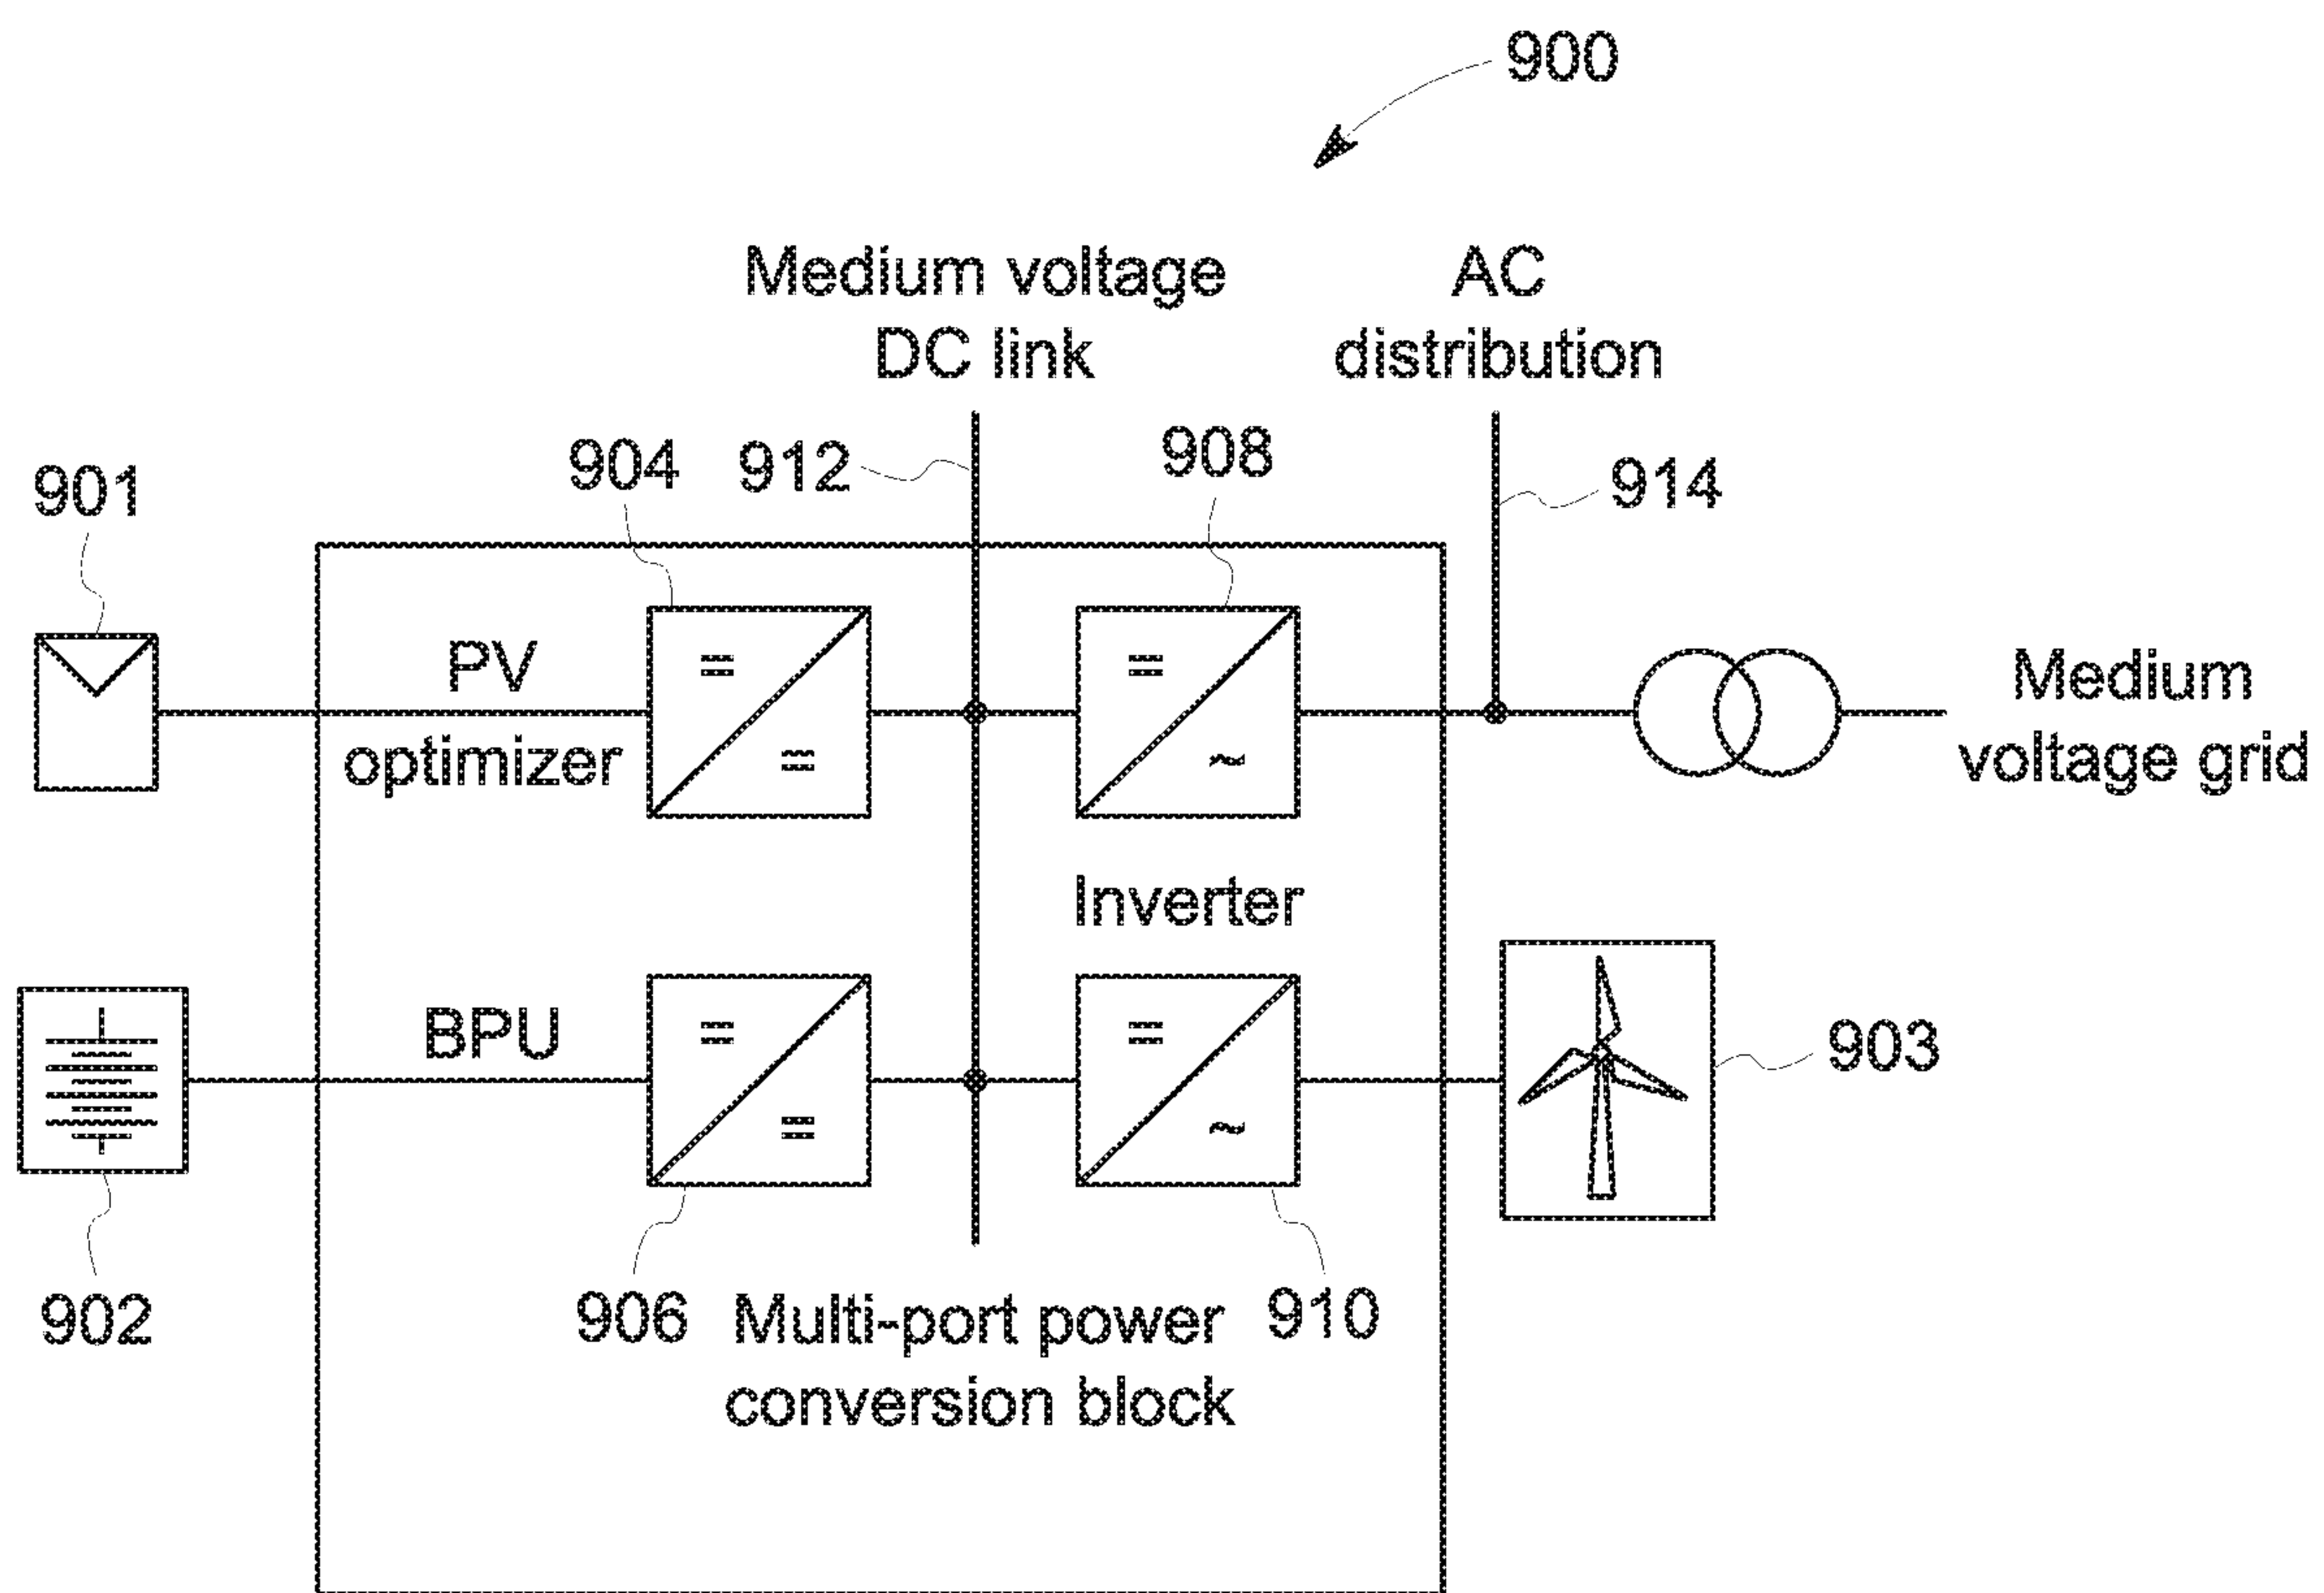 900
Medium voltage
DC link
AC
distribution
904
912
908
914
901
PV
optimizer
=
=
=
~
Medium
voltage grid
Inverter
BPU
=
=
=
~
903
902
906
Multi-port power
conversion block
910